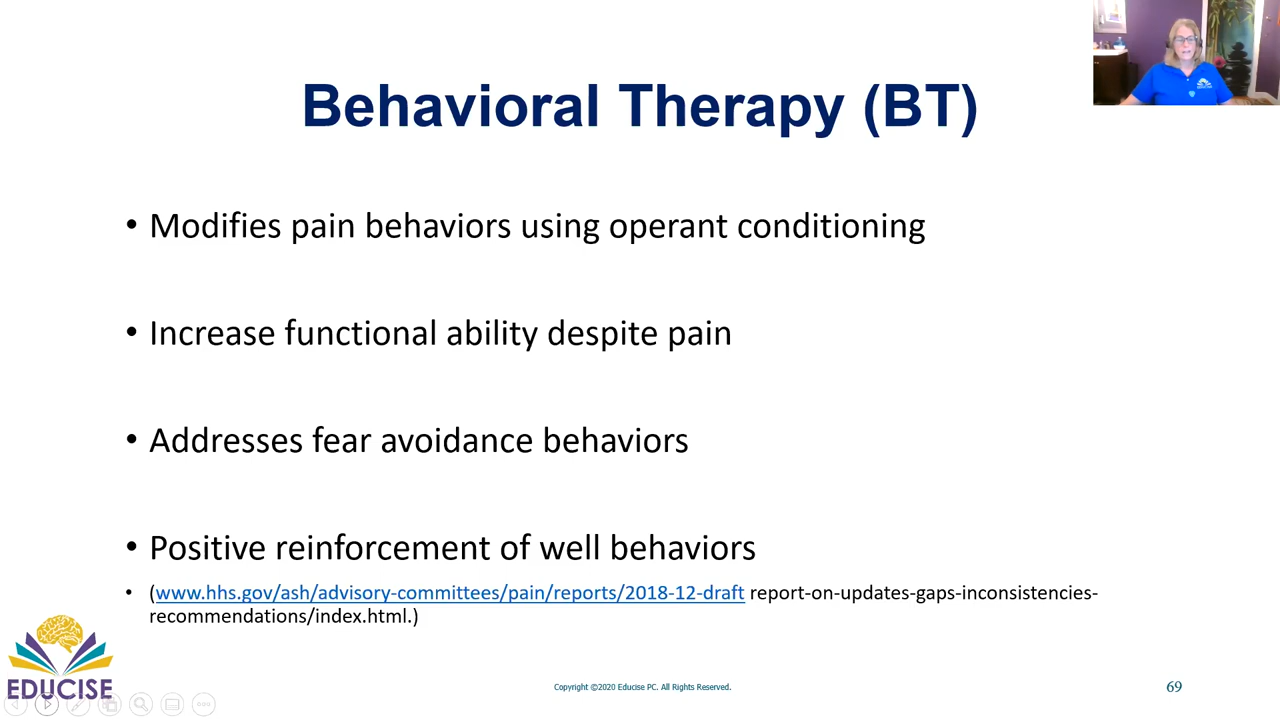 Behavioral Therapy (BT)
• Modifies pain behaviors using operant conditioning
• Increase functional ability despite pain
• Addresses fear avoidance behaviors
• Positive reinforcement of well behaviors
• (www.hhs.gov/ash/advisory-committees/pain/reports/2018-12-draft report-on-updates-gaps-inconsistencies-
recommendations/index.html.)
EDUCISE
Copyright ©2020 Educise PC. All Rights Reserved.
69